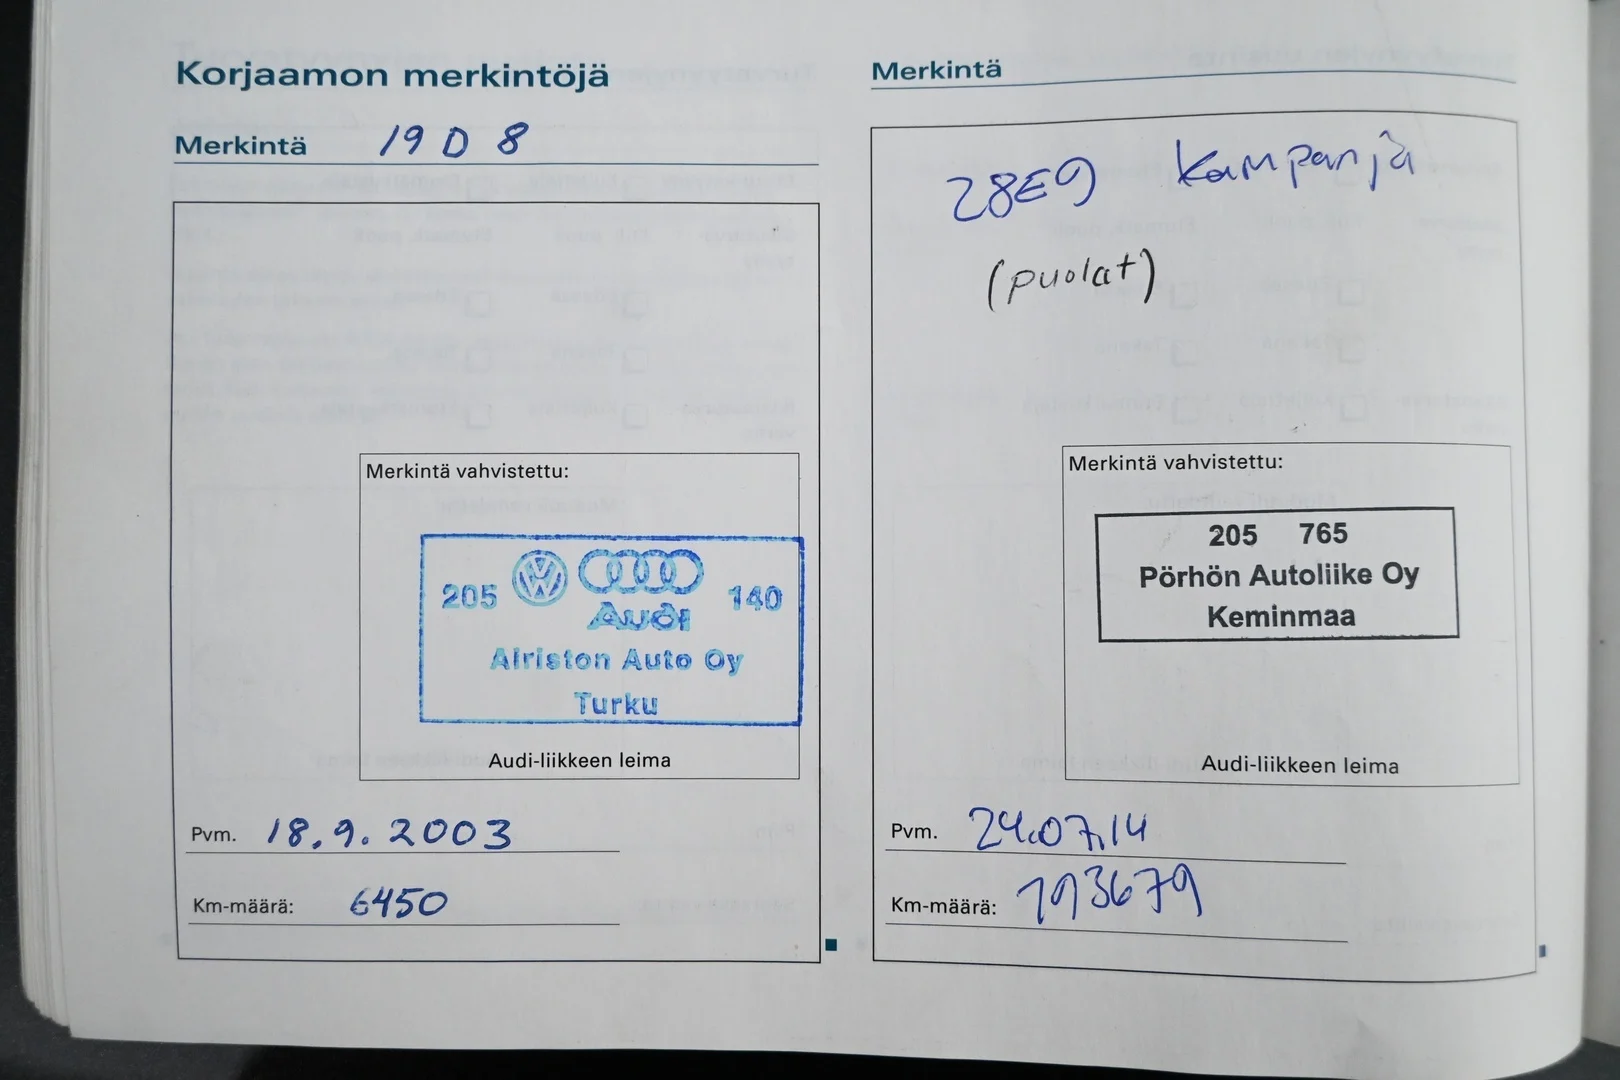 Korjaamon merkintöjä
Merkintä 19 D 8
Merkintä vahvistettu:
205 140
Audi
Airiston Auto Oy
Turku
Audi-liikkeen leima
Pvm. 18.9.2003
Km-määrä: 6450
Merkintä
28E9 kampanja
(puolat)
Merkintä vahvistettu:
205 765
Pörhön Autoliike Oy
Keminmaa
Audi-liikkeen leima
Pvm. 24.07.14
Km-määrä: 193679